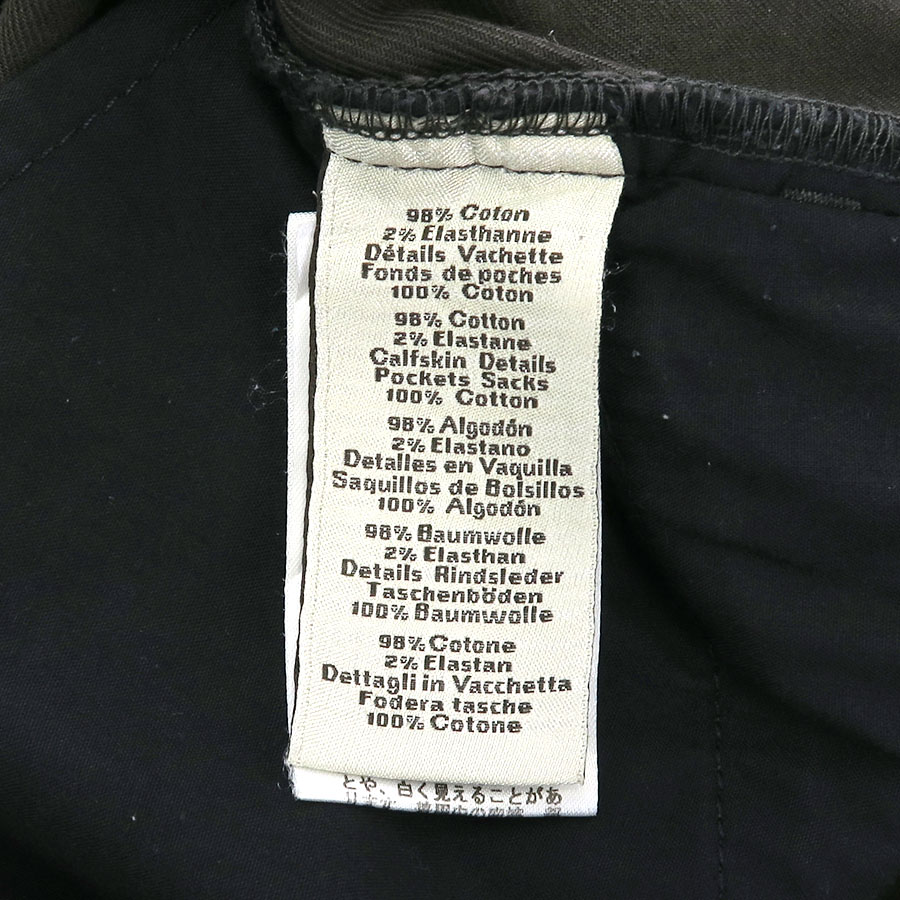 98% Coton
2% Elasthanne
Détails Vachette
Fonds de poches
100% Coton
98% Cotton
2% Elastane
Calfskin Details
Pockets Sacks
100% Cotton
98% Algodón
2% Elastano
Detalles en Vaquilla
Saquillos de Bolsillos
100% Algodón
98% Baumwolle
2% Elasthan
Details Rindsleder
Taschenböden
100% Baumwolle
98% Cotone
2% Elastan
Dettagli in Vacchetta
Fodera tasche
100% Cotone
とや、白く見えることがあ